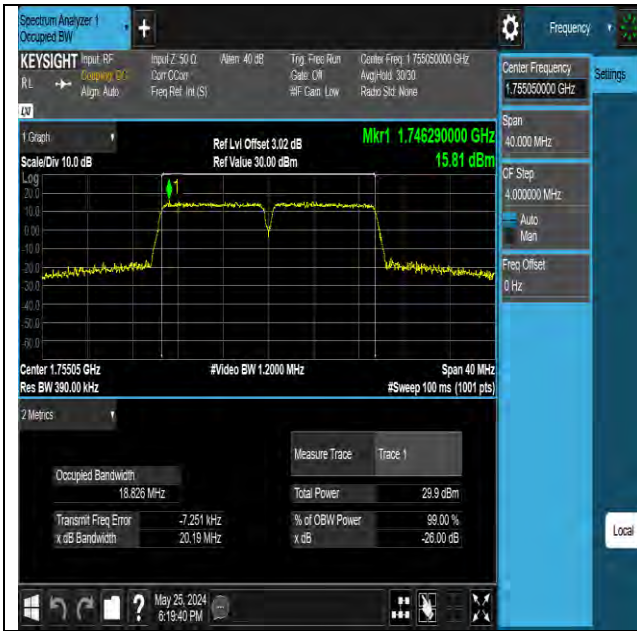 Spectrum Analyzer 1
Occupied BW
Frequency
KEYSIGHT
Input: RF
Input Z: 50 Ω
Atten: 40 dB
Trig: Free Run
Center Freq: 1.755050000 GHz
RL
Coupling: DC
Corr CCorr
Gate: Off
Avg|Hold: 30/30
Align: Auto
Freq Ref: Int (S)
#IF Gain: Low
Radio Std: None
Center Frequency
1.755050000 GHz
Settings
Span
40.000 MHz
CF Step
4.000000 MHz
Auto
Man
Freq Offset
0 Hz
1 Graph
Ref Lvl Offset 3.02 dB
Mkr1 1.746290000 GHz
Scale/Div 10.0 dB
Ref Value 30.00 dBm
15.81 dBm
Log
1
20.0
10.0
0.00
-10.0
-20.0
-30.0
-40.0
-50.0
-60.0
Center 1.75505 GHz
#Video BW 1.2000 MHz
Span 40 MHz
Res BW 390.00 kHz
#Sweep 100 ms (1001 pts)
2 Metrics
Measure Trace
Trace 1
Occupied Bandwidth
18.826 MHz
Total Power
29.9 dBm
Transmit Freq Error
-7.251 kHz
% of OBW Power
99.00 %
x dB Bandwidth
20.19 MHz
x dB
-26.00 dB
Local
May 25, 2024
6:19:40 PM